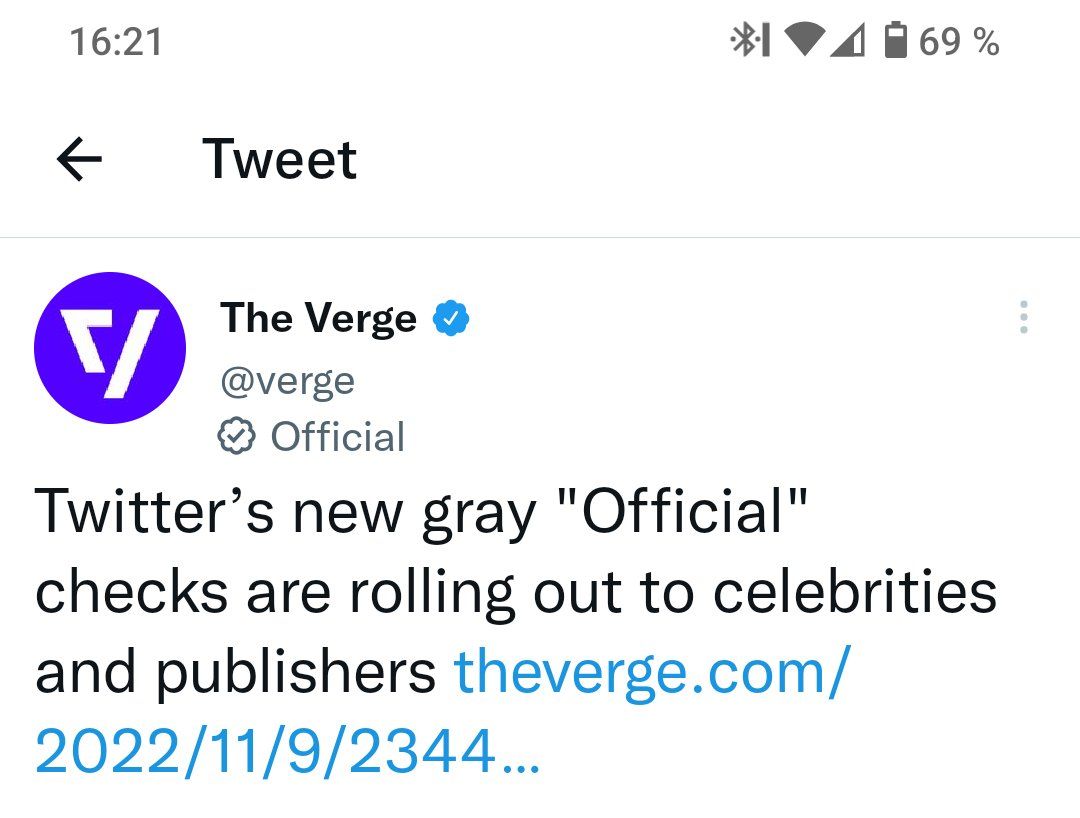 16:21 69 %
Tweet
The Verge
@verge
Official
Twitter’s new gray "Official"
checks are rolling out to celebrities
and publishers theverge.com/
2022/11/9/2344…